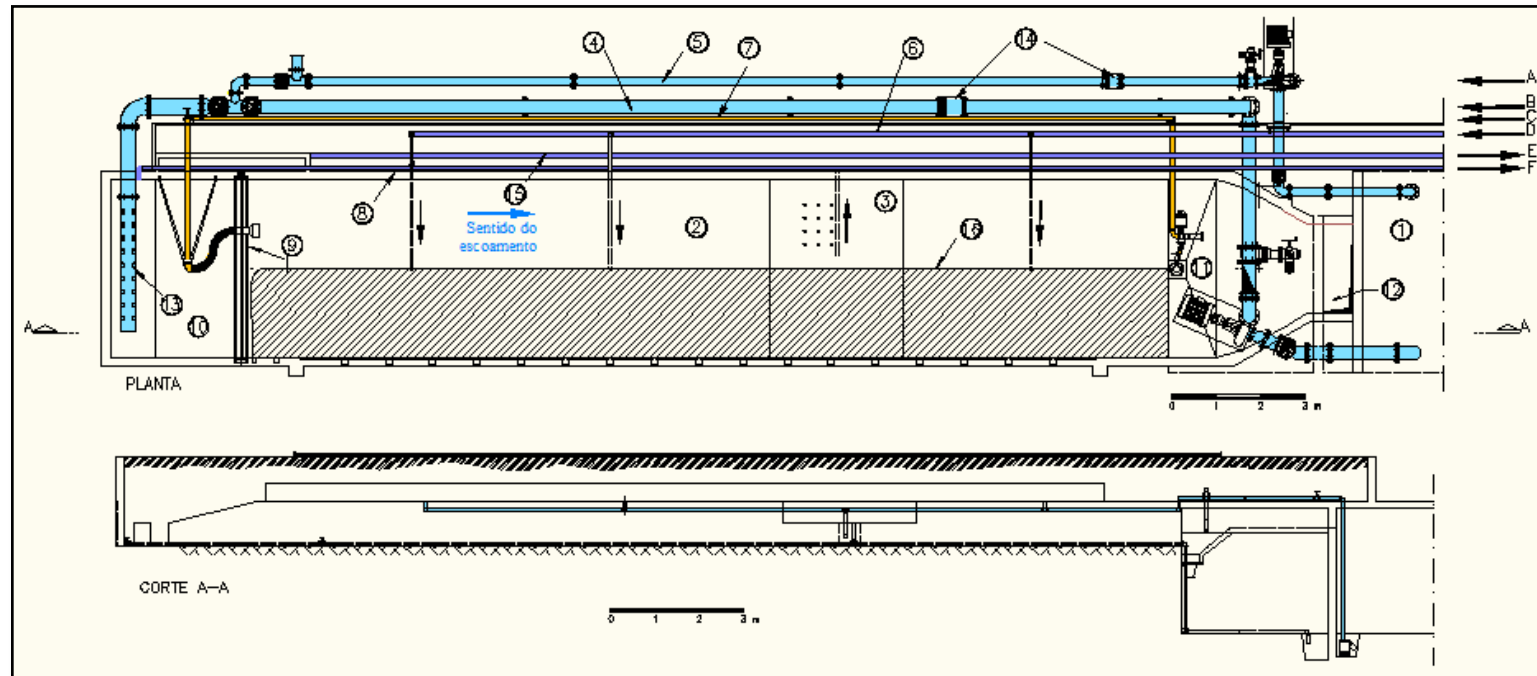 ④ ⑤ ⑦ ⑥ ⑭
A
B
C
D
E
F
⑧ ⑮ ② ③ ① 
Sentido do
escoamento
⑨ ⑯ ⑪ ⑫
⑬ ⑩
A A
PLANTA
0 1 2 3 m
CORTE A-A
0 1 2 3 m